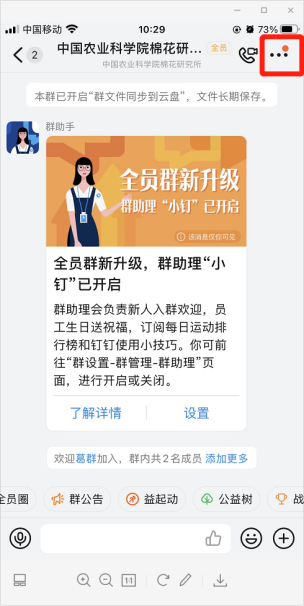 中国移动 10:29 73%
2 中国农业科学院棉花研... 全员
中国农业科学院棉花研究所
本群已开启“群文件同步到云盘”，文件长期保存。
群助手
全员群新升级
群助理“小钉”已开启
该消息仅你可见
全员群新升级，群助理“小
钉”已开启
群助理会负责新人入群欢迎，员
工生日送祝福，订阅每日运动排
行榜和钉钉使用小技巧。你可前
往“群设置-群管理-群助理”页
面，进行开启或关闭。
了解详情 设置
欢迎葛群加入，群内共2名成员 添加更多
全员圈 群公告 益起动 公益树 战
1:1